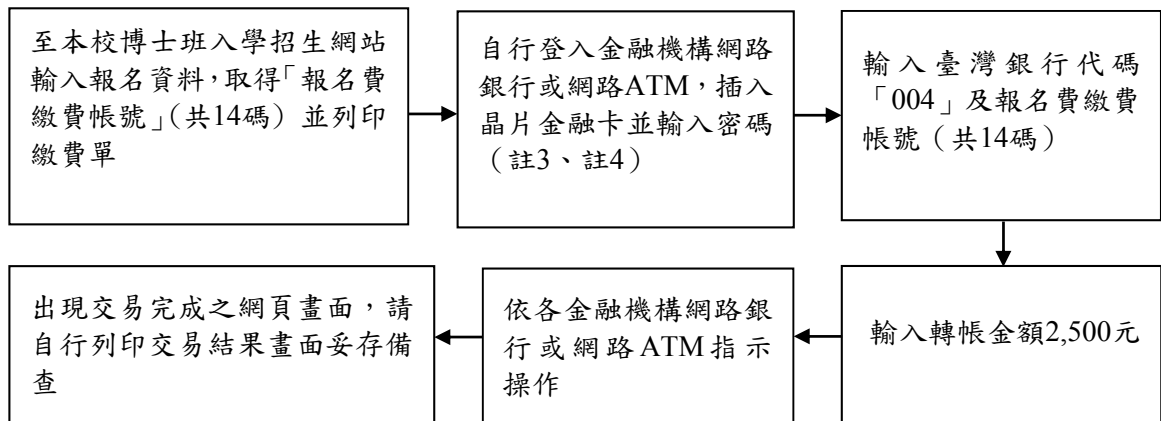 至本校博士班入學招生網站
輸入報名資料，取得「報名費
繳費帳號」（共14碼）並列印
繳費單
自行登入金融機構網路
銀行或網路ATM，插入
晶片金融卡並輸入密碼
（註3、註4）
輸入臺灣銀行代碼
「004」及報名費繳費
帳號（共14碼）
輸入轉帳金額2,500元
依各金融機構網路銀
行或網路ATM指示
操作
出現交易完成之網頁畫面，請
自行列印交易結果畫面妥存備
查